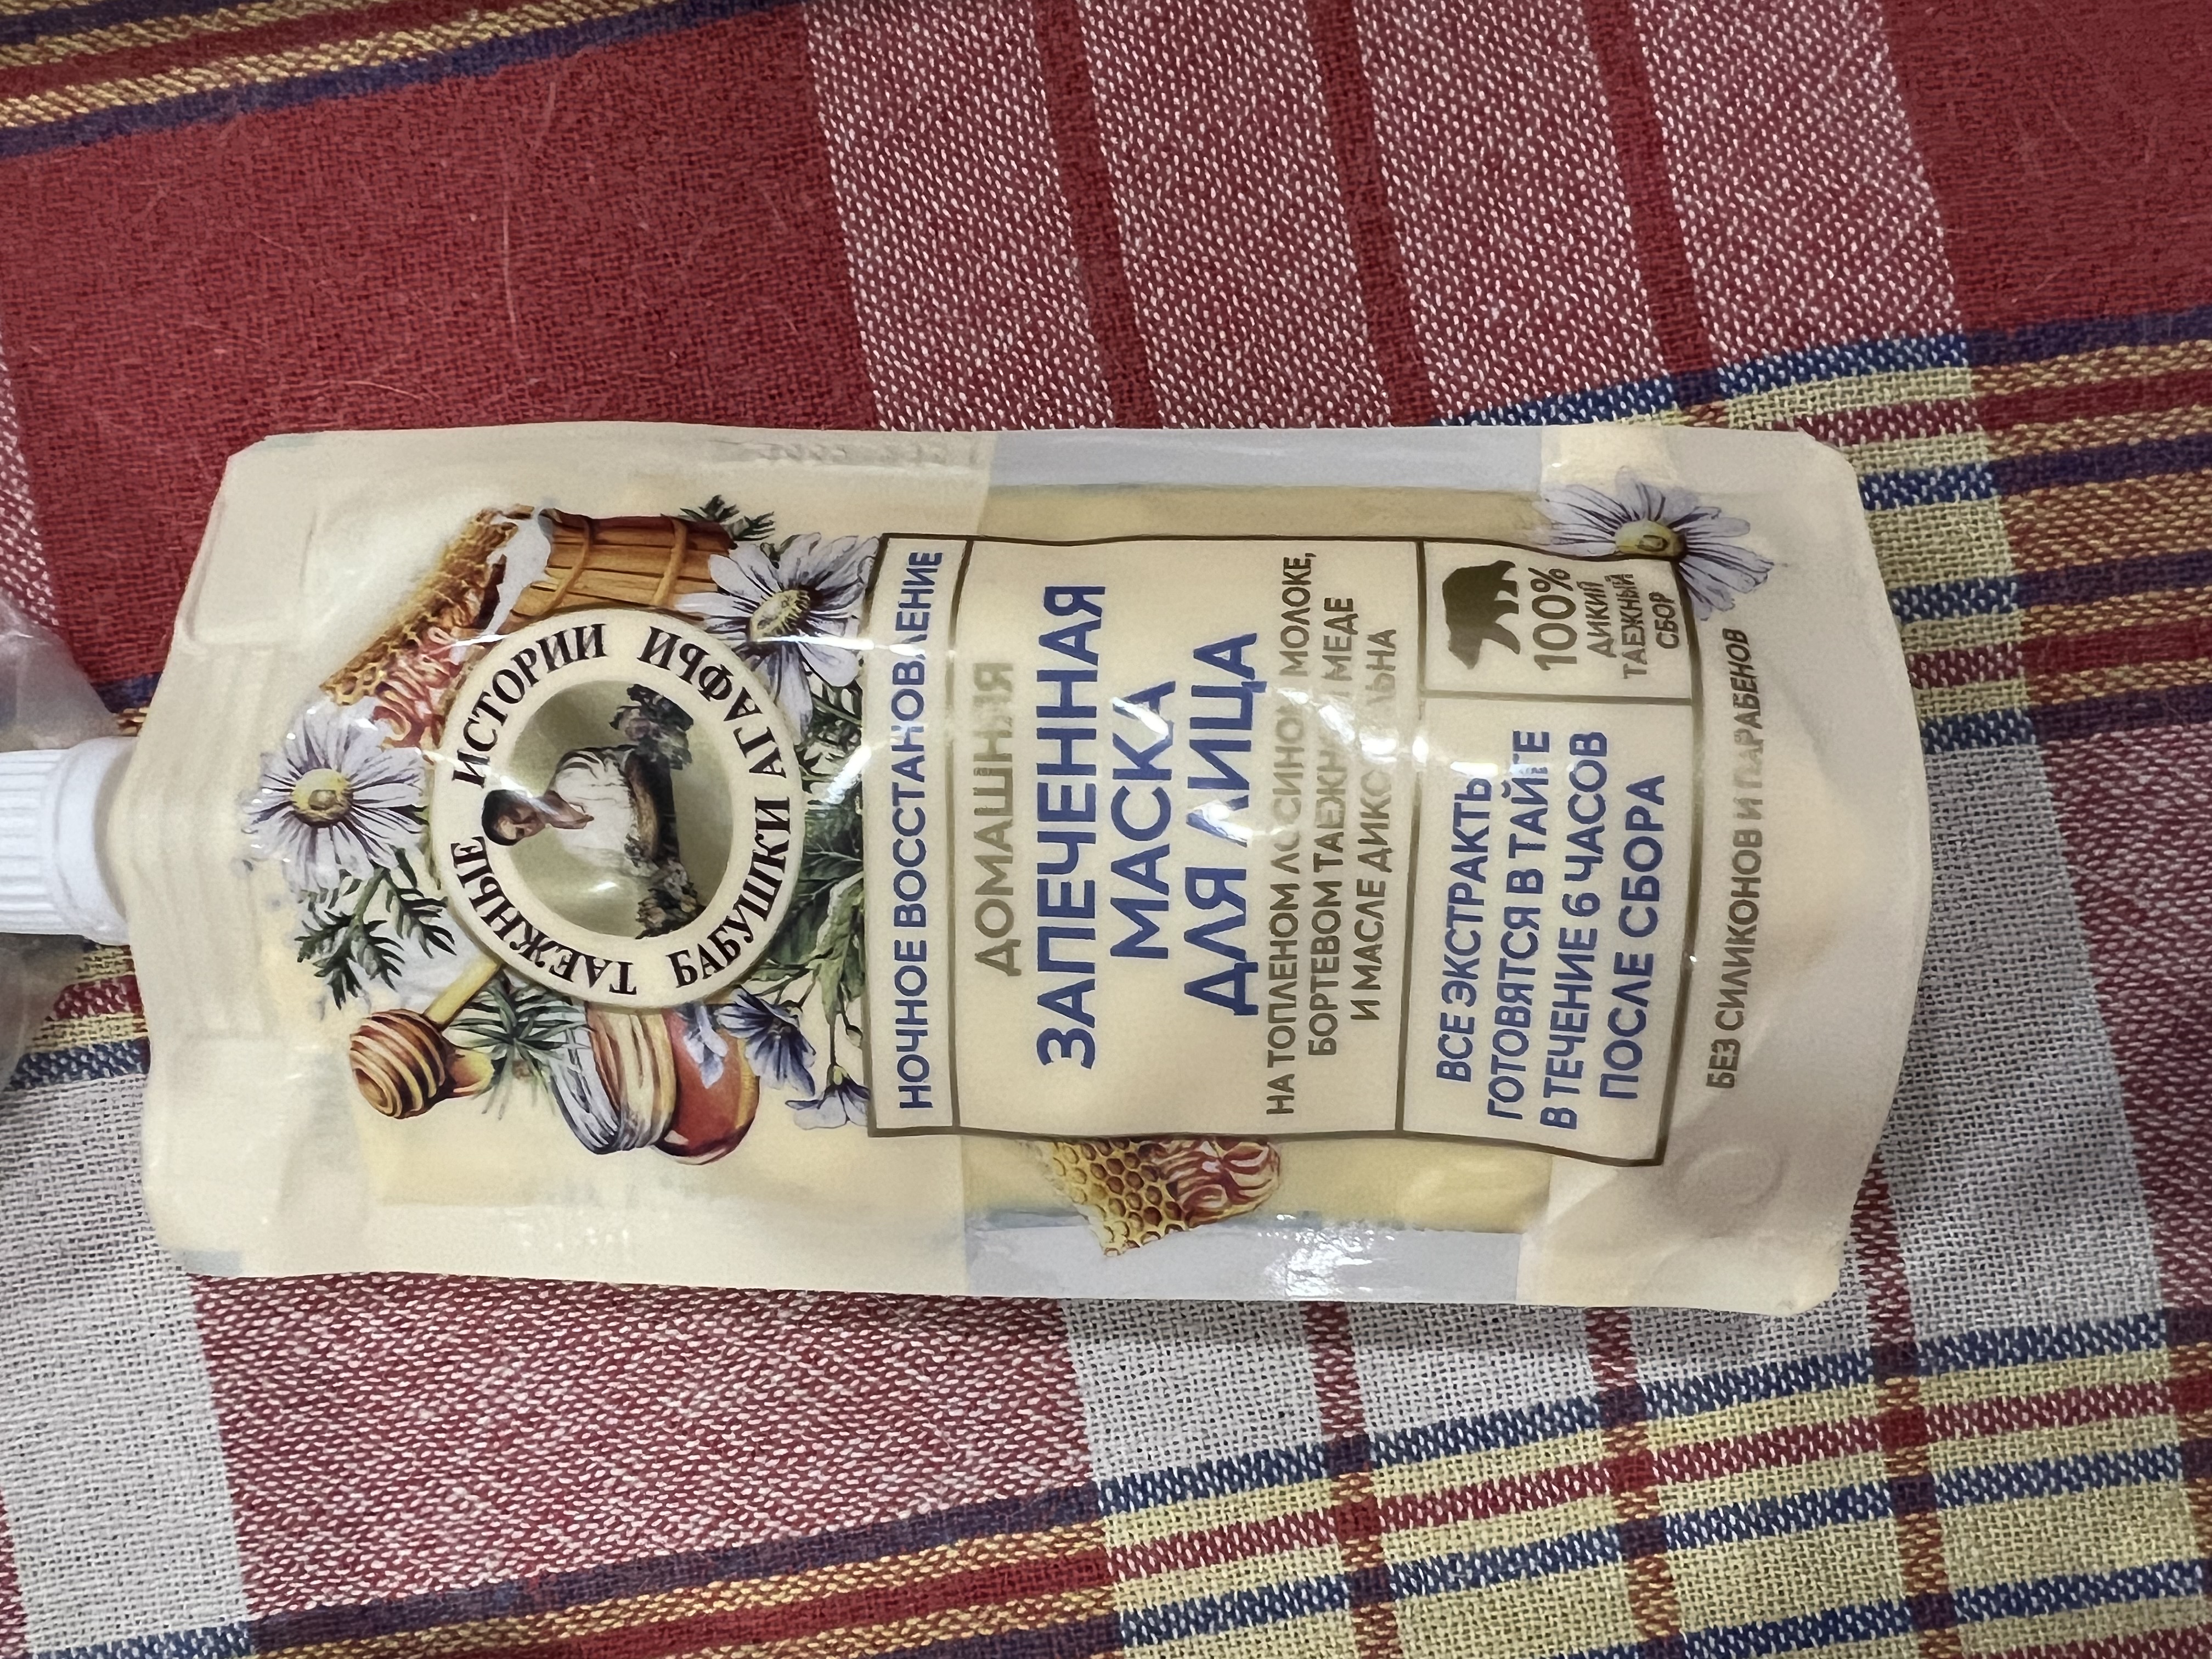 ТАЕЖНЫЕ ИСТОРИИ
БАБУШКИ АГАФЬИ
НОЧНОЕ ВОССТАНОВЛЕНИЕ
ДОМАШНЯЯ
ЗАПЕЧЕННАЯ
МАСКА
ДЛЯ ЛИЦА
НА ТОПЛЕНОМ ЛОСИНОМ МОЛОКЕ,
БОРТЕВОМ ТАЕЖНОМ МЕДЕ
И МАСЛЕ ДИКОГО ЛЬНА
ВСЕ ЭКСТРАКТЫ
ГОТОВЯТСЯ В ТАЙГЕ
В ТЕЧЕНИЕ 6 ЧАСОВ
ПОСЛЕ СБОРА
100%
ДИКИЙ
ТАЕЖНЫЙ
СБОР
БЕЗ СИЛИКОНОВ И ПАРАБЕНОВ